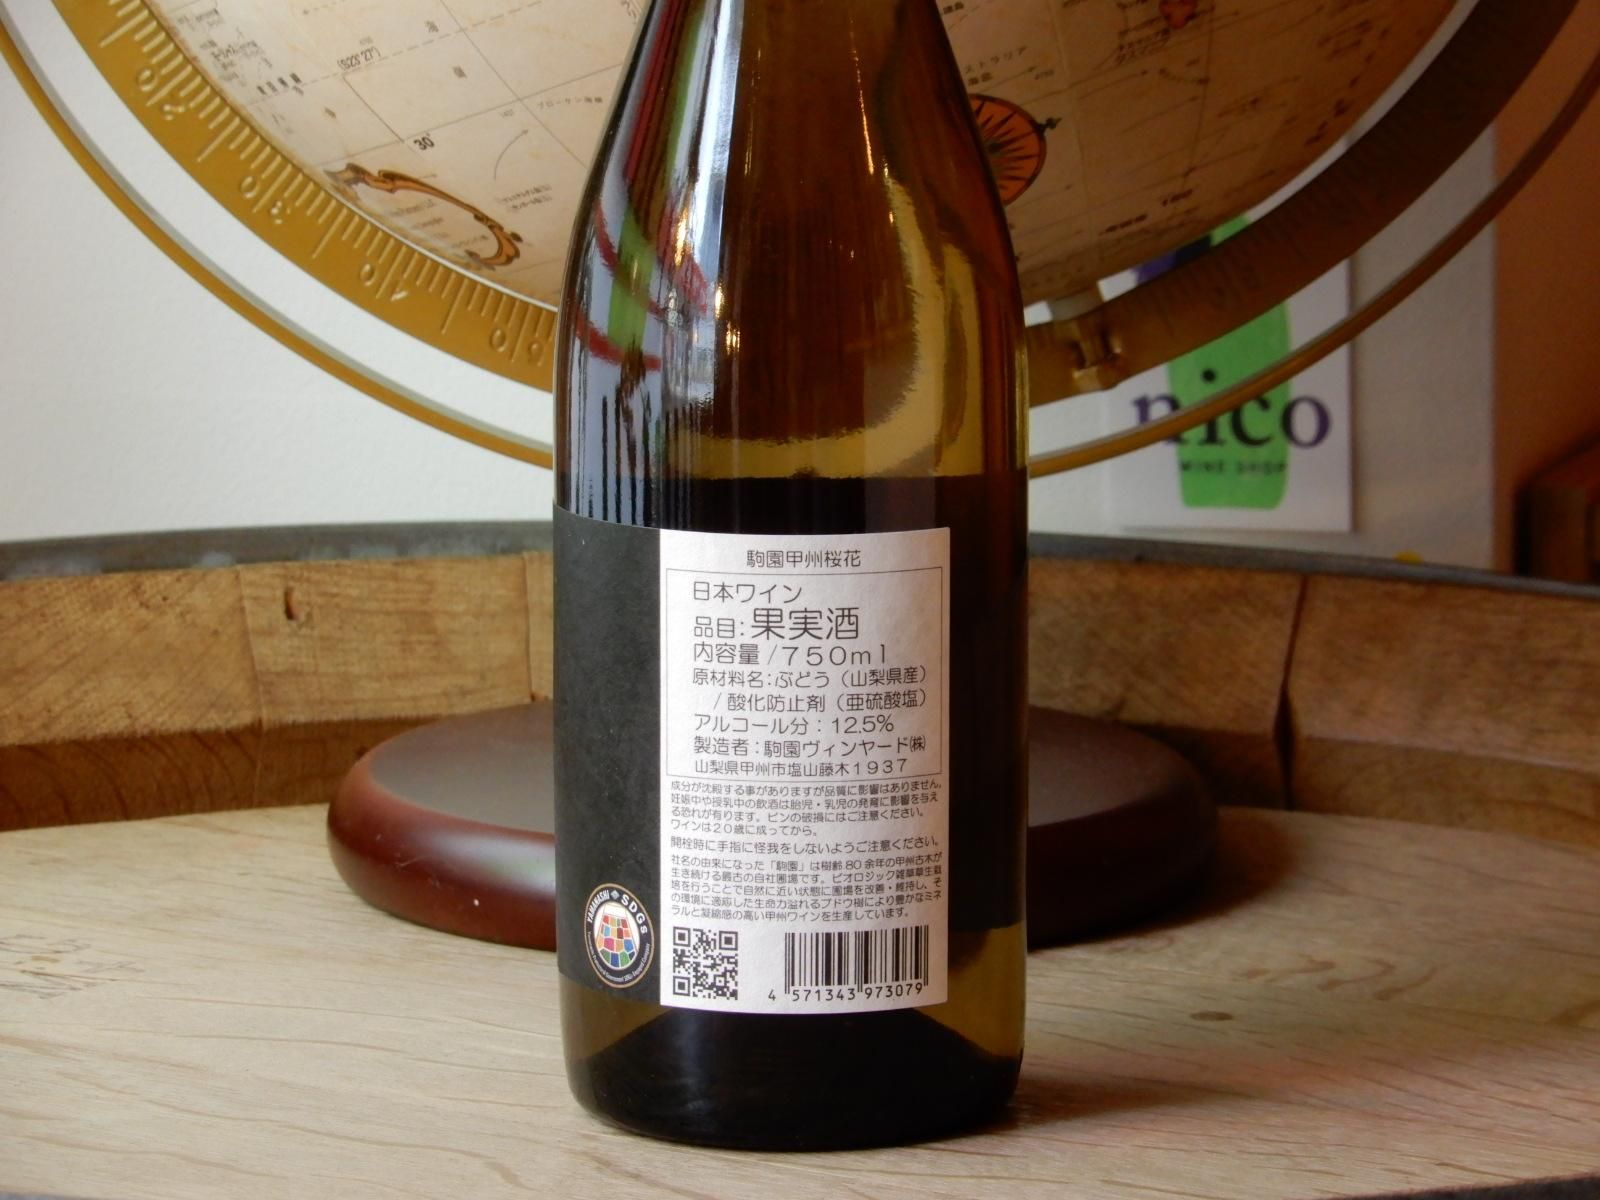 (S23°27')
30°
ブローケン海嶺
nico
WINE SHOP
駒園甲州桜花
日本ワイン
品目:果実酒
内容量/750ml
原材料名:ぶどう(山梨県産)
/酸化防止剤(亜硫酸塩)
アルコール分:12.5%
製造者:駒園ヴィンヤード㈱
山梨県甲州市塩山藤木1937
成分が沈殿する事がありますが品質に影響はありません。
妊娠中や授乳中の飲酒は胎児・乳児の発育に影響を与え
る恐れが有ります。ビンの破損にはご注意ください。
ワインは20歳に成ってから。
開栓時に手指に怪我をしないようご注意ください。
社名の由来になった「駒園」は樹齢80余年の甲州古木が
生き続ける最古の自社圃場です。ビオロジック雑草草生栽
培を行うことで自然に近い状態に圃場を改善・維持し、そ
の環境に適応した生命力溢れるブドウ樹により豊かなミネ
ラルと凝縮感の高い甲州ワインを生産しています。
YAMANASHI SDGs
4 571343 973079